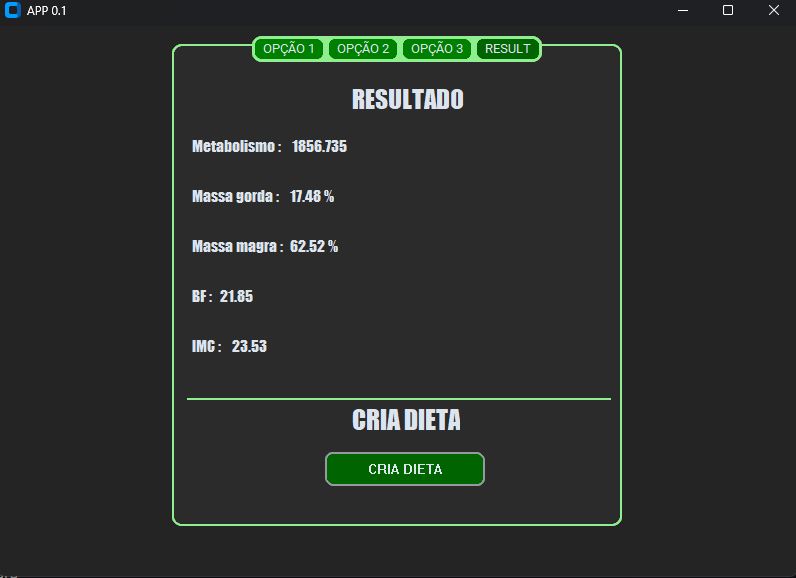 APP 0.1
OPÇÃO 1 OPÇÃO 2 OPÇÃO 3 RESULT
RESULTADO
Metabolismo : 1856.735
Massa gorda : 17.48 %
Massa magra : 62.52 %
BF : 21.85
IMC : 23.53
CRIA DIETA
CRIA DIETA